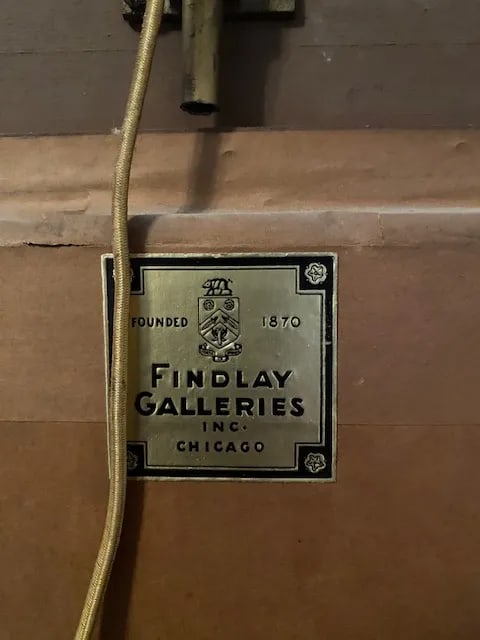 FOUNDED 1870
FINDLAY
GALLERIES
INC.
CHICAGO